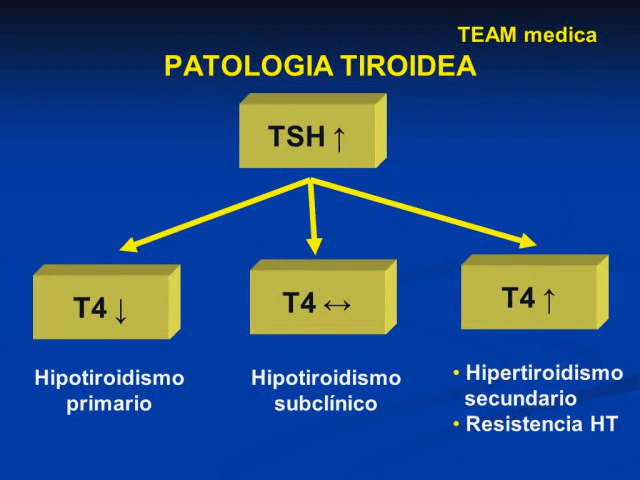 TEAM medica
PATOLOGIA TIROIDEA
TSH ↑
T4 ↓
T4 ↔
T4 ↑
Hipotiroidismo
primario
Hipotiroidismo
subclínico
• Hipertiroidismo
secundario
• Resistencia HT